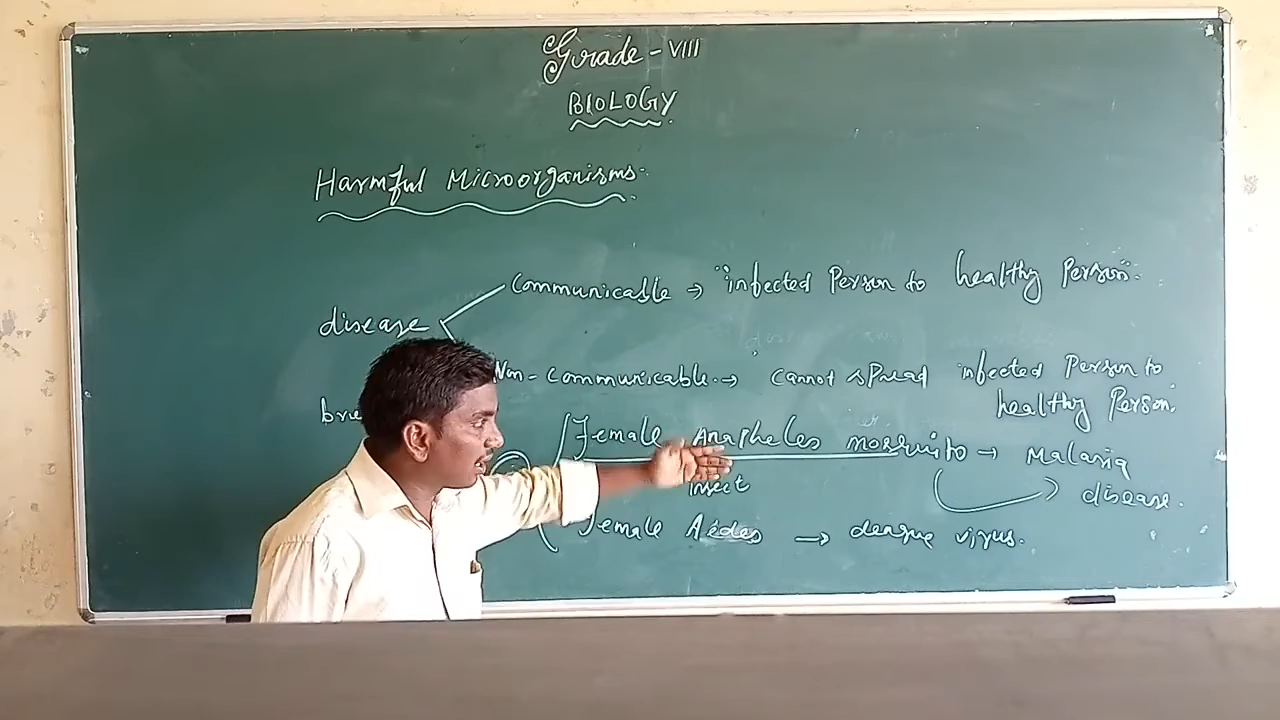 Grade - VIII
BIOLOGY
Harmful Microorganisms.
Communicable → "infected Person to healthy Person."
disease
Non-communicable. → cannot spread infected Person to
healthy Person.
Female Anapheles mosquito → Malaria
insect
disease.
Female Aedes → dengue virus.